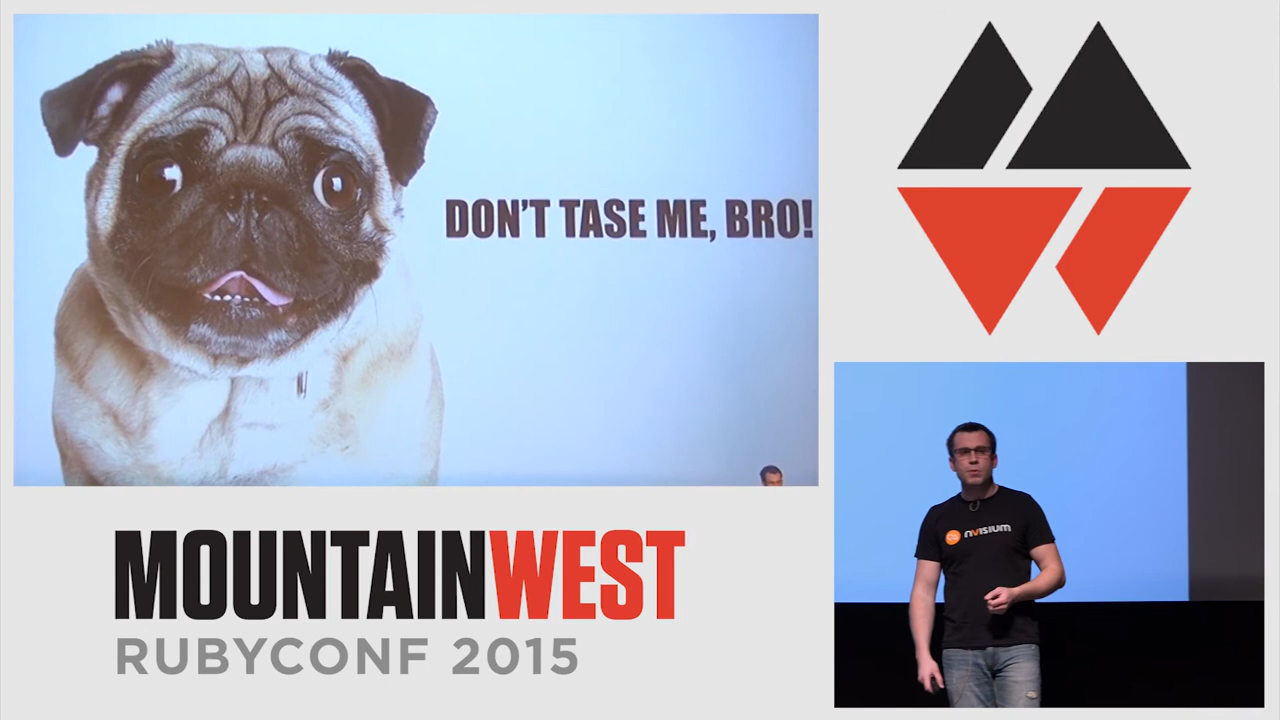 DON'T TASE ME, BRO!
nVISIUM
MOUNTAINWEST
RUBYCONF 2015